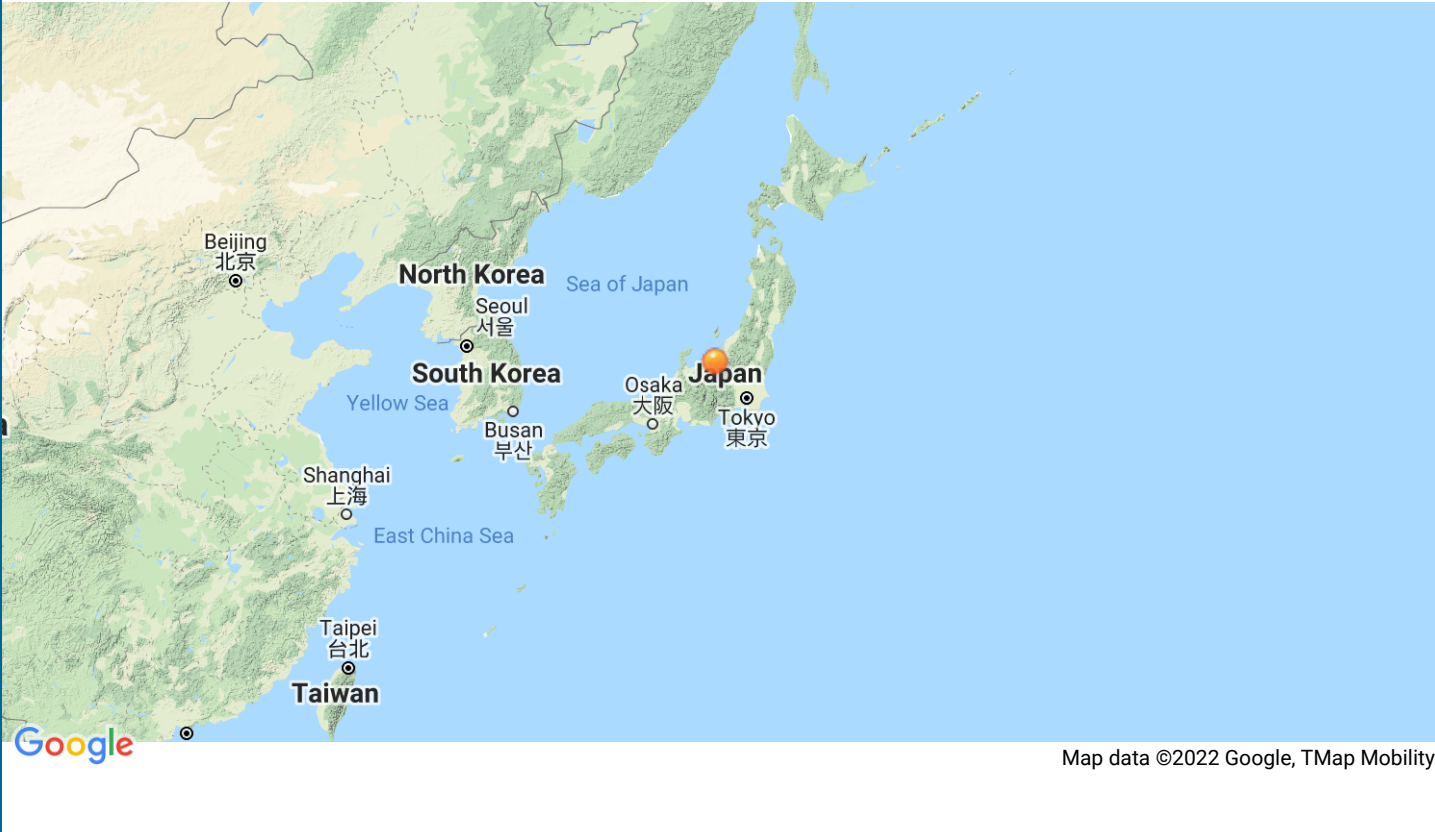 Beijing
北京
North Korea
Sea of Japan
Seoul
서울
South Korea
Japan
Yellow Sea
Osaka
大阪
Tokyo
東京
Busan
부산
Shanghai
上海
East China Sea
Taipei
台北
Taiwan
Google
Map data ©2022 Google, TMap Mobility